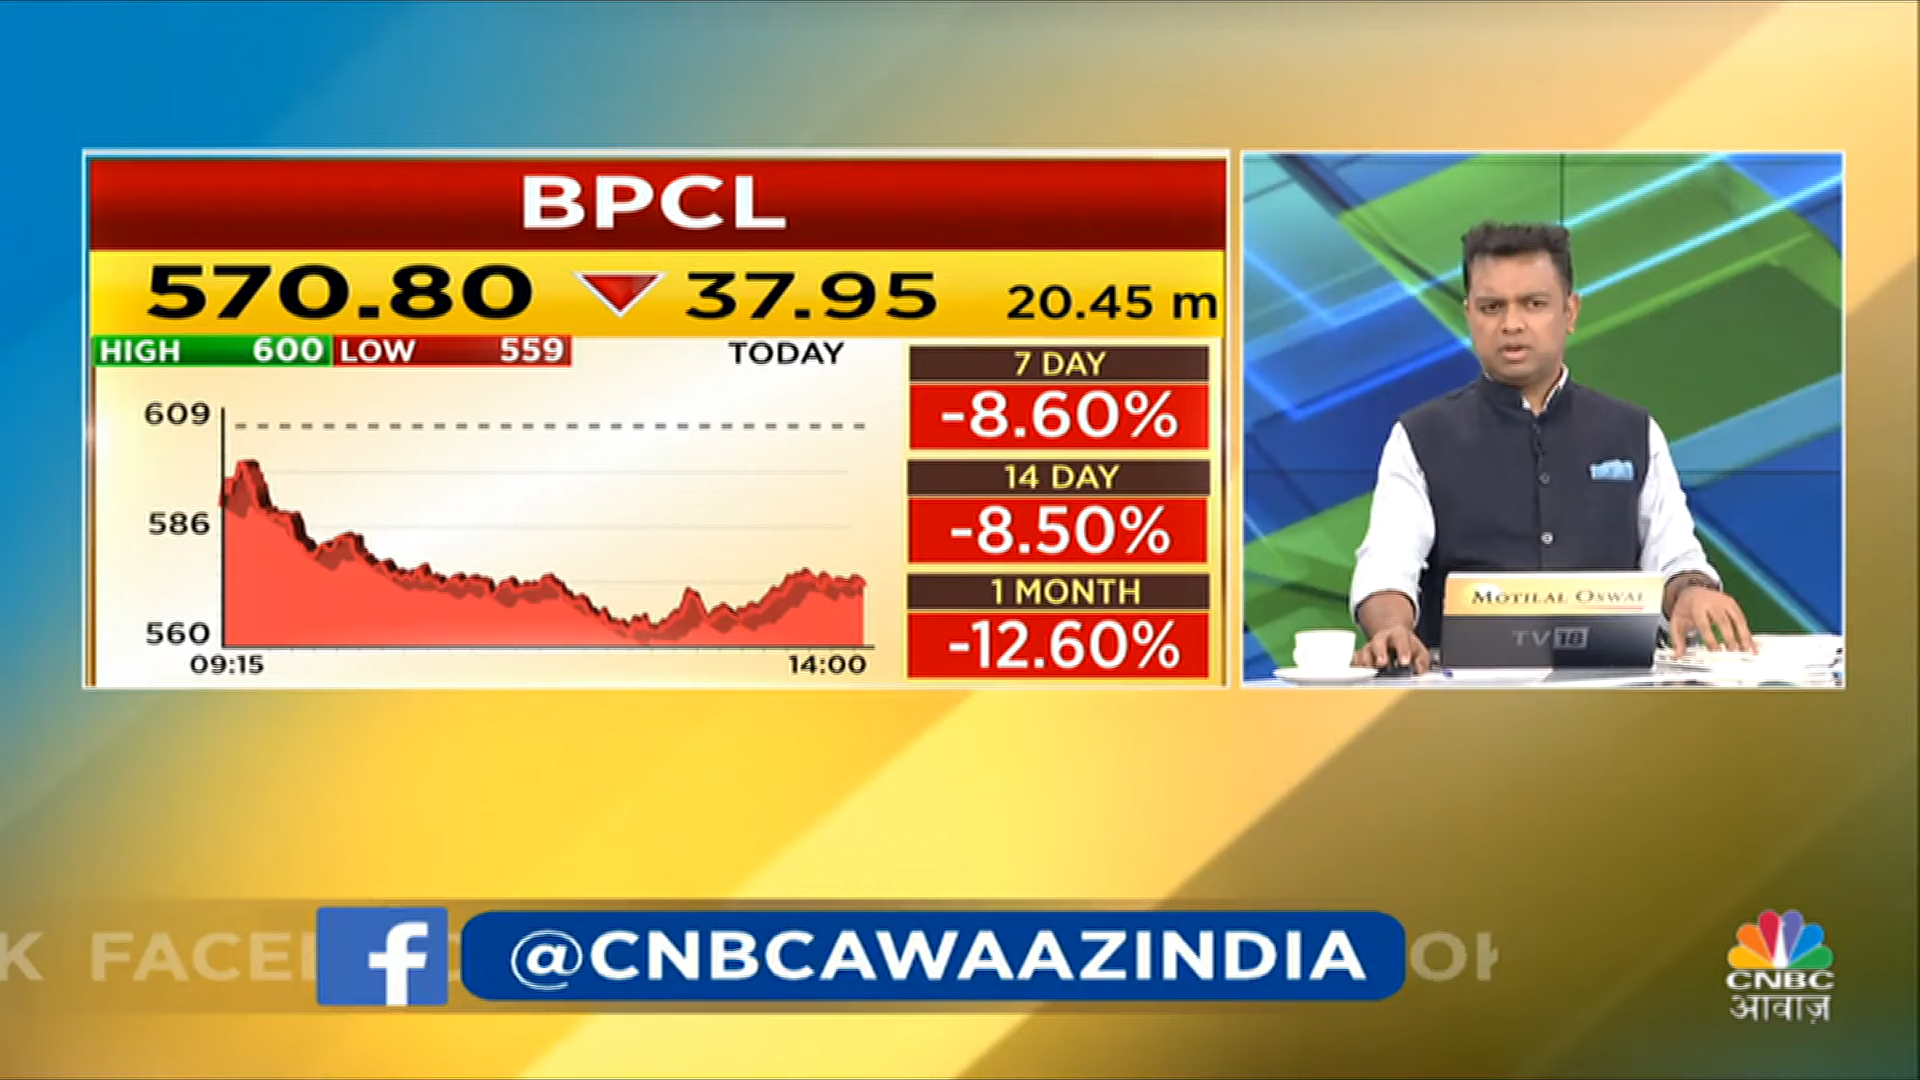 BPCL
570.80 37.95 20.45 m
HIGH 600 LOW 559 TODAY
609
586
560
09:15 14:00
7 DAY
-8.60%
14 DAY
-8.50%
1 MONTH
-12.60%
MOTILAL OSWAL
TV18
K FACE
f @CNBCAWAAZINDIA
CNBC
आवाज़